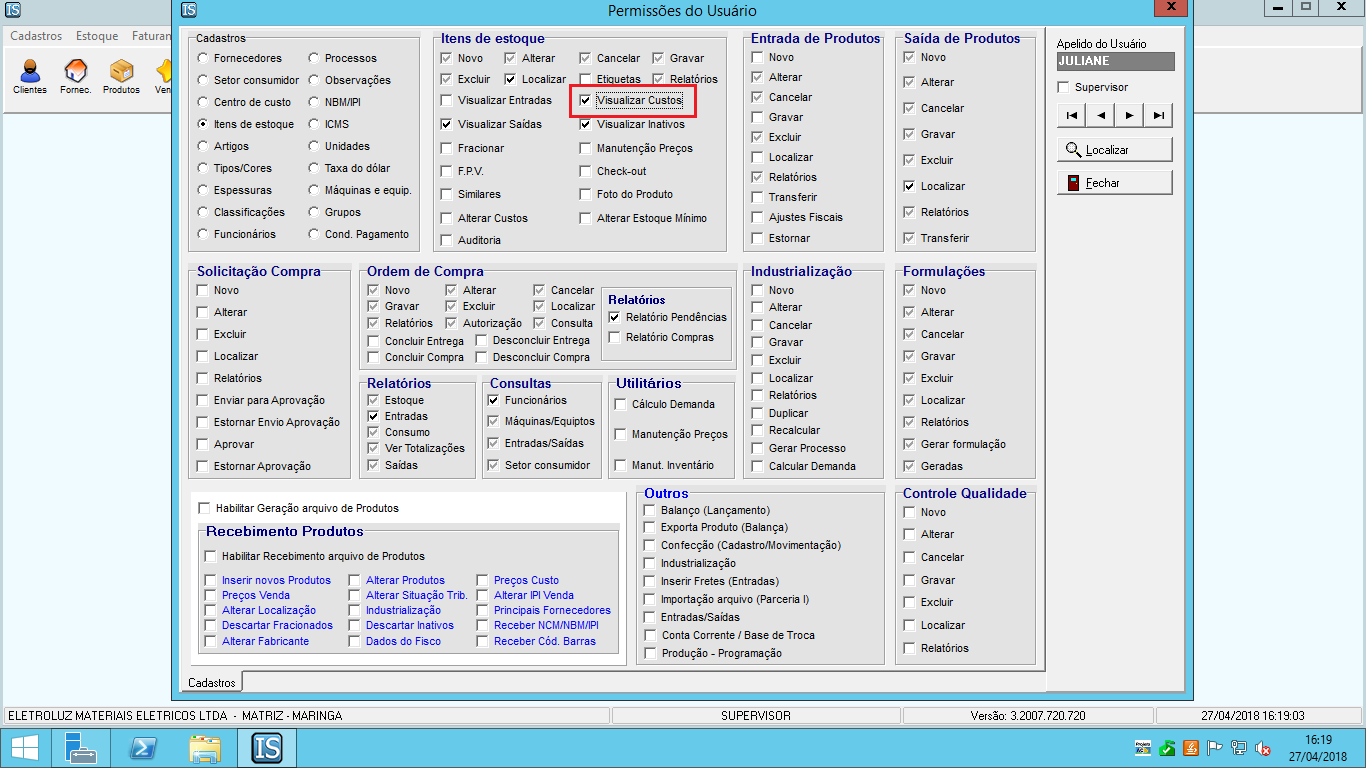 IS
IS
Permissões do Usuário
Cadastros Estoque Faturan
Clientes Fornec. Produtos Ven
Cadastros
Fornecedores Processos
Setor consumidor Observações
Centro de custo NBM/IPI
Itens de estoque ICMS
Artigos Unidades
Tipos/Cores Taxa do dólar
Espessuras Máquinas e equip.
Classificações Grupos
Funcionários Cond. Pagamento
Itens de estoque
Novo Alterar Cancelar Gravar
Excluir Localizar Etiquetas Relatórios
Visualizar Entradas Visualizar Custos
Visualizar Saídas Visualizar Inativos
Fracionar Manutenção Preços
F.P.V. Check-out
Similares Foto do Produto
Alterar Custos Alterar Estoque Mínimo
Auditoria
Entrada de Produtos
Novo
Alterar
Cancelar
Gravar
Excluir
Localizar
Relatórios
Transferir
Ajustes Fiscais
Estornar
Saída de Produtos
Novo
Alterar
Cancelar
Gravar
Excluir
Localizar
Relatórios
Transferir
Apelido do Usuário
JULIANE
Supervisor
Localizar
Fechar
Solicitação Compra
Novo
Alterar
Excluir
Localizar
Relatórios
Enviar para Aprovação
Estornar Envio Aprovação
Aprovar
Estornar Aprovação
Ordem de Compra
Novo Alterar Cancelar
Gravar Excluir Localizar
Relatórios Autorização Consulta
Concluir Entrega Desconcluir Entrega
Concluir Compra Desconcluir Compra
Relatórios
Relatório Pendências
Relatório Compras
Relatórios
Estoque
Entradas
Consumo
Ver Totalizações
Saídas
Consultas
Funcionários
Máquinas/Equiptos
Entradas/Saídas
Setor consumidor
Utilitários
Cálculo Demanda
Manutenção Preços
Manut. Inventário
Industrialização
Novo
Alterar
Cancelar
Gravar
Excluir
Localizar
Relatórios
Duplicar
Recalcular
Gerar Processo
Calcular Demanda
Formulações
Novo
Alterar
Cancelar
Gravar
Excluir
Localizar
Relatórios
Gerar formulação
Geradas
Habilitar Geração arquivo de Produtos
Recebimento Produtos
Habilitar Recebimento arquivo de Produtos
Inserir novos Produtos Alterar Produtos Preços Custo
Preços Venda Alterar Situação Trib. Alterar IPI Venda
Alterar Localização Industrialização Principais Fornecedores
Descartar Fracionados Descartar Inativos Receber NCM/NBM/IPI
Alterar Fabricante Dados do Fisco Receber Cód. Barras
Outros
Balanço (Lançamento)
Exporta Produto (Balança)
Confecção (Cadastro/Movimentação)
Industrialização
Inserir Fretes (Entradas)
Importação arquivo (Parceria I)
Entradas/Saídas
Conta Corrente / Base de Troca
Produção - Programação
Controle Qualidade
Novo
Alterar
Cancelar
Gravar
Excluir
Localizar
Relatórios
Cadastros
ELETROLUZ MATERIAIS ELETRICOS LTDA - MATRIZ - MARINGA SUPERVISOR Versão: 3.2007.720.720 27/04/2018 16:19:03
IS
16:19
27/04/2018